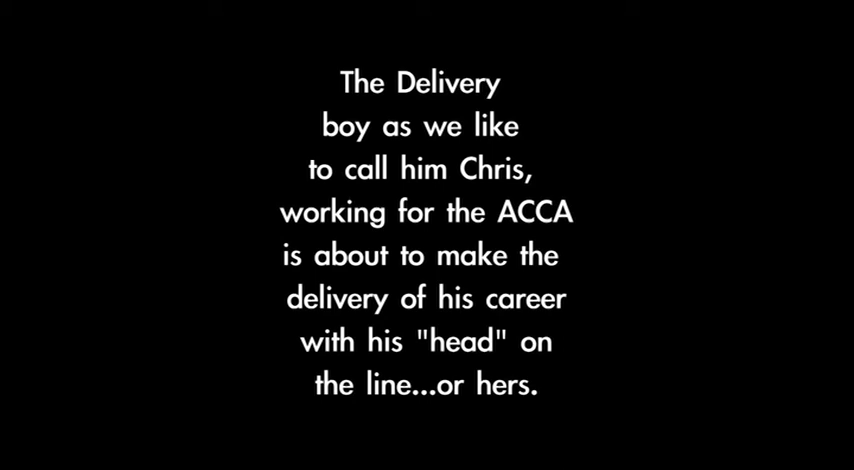 The Delivery
boy as we like
to call him Chris,
working for the ACCA
is about to make the
delivery of his career
with his "head" on
the line...or hers.